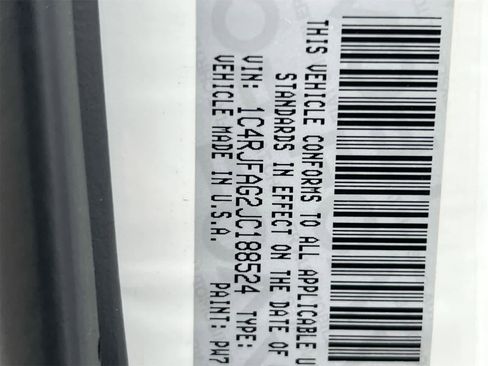 THIS VEHICLE CONFORMS TO ALL APPLICABLE U
STANDARDS IN EFFECT ON THE DATE OF
VIN: 1C4RJFAG2JC188524 TYPE:
VEHICLE MADE IN U.S.A. PAINT: PW7